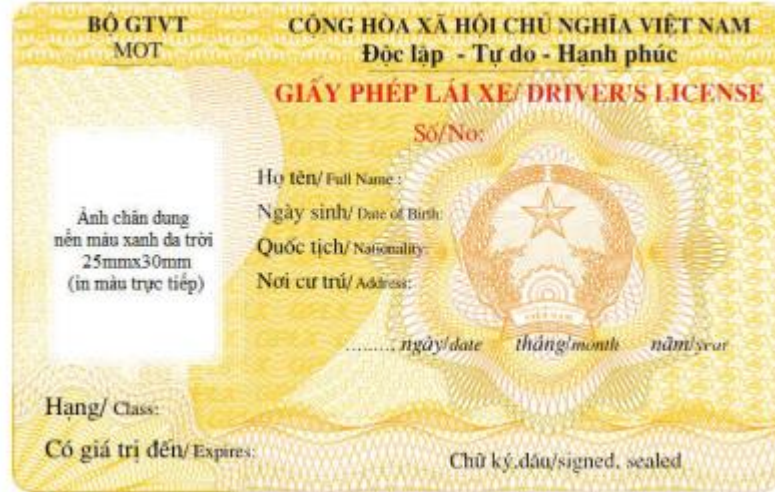 BỘ GTVT
MOT
CỘNG HÒA XÃ HỘI CHỦ NGHĨA VIỆT NAM
Độc lập - Tự do - Hanh phúc
GIẤY PHÉP LÁI XE/ DRIVER'S LICENSE
Số/No:
Ảnh chân dung
nền màu xanh da trời
25mmx30mm
(in màu trực tiếp)
Họ tên/ Full Name :
Ngày sinh/ Date of Birth:
Quốc tịch/ Nationality:
Nơi cư trú/ Address:
.........., ngày/date tháng/month năm/year
VIỆT NAM
Hạng/ Class:
Có giá trị đến/ Expires:
Chữ ký,dấu/signed, sealed